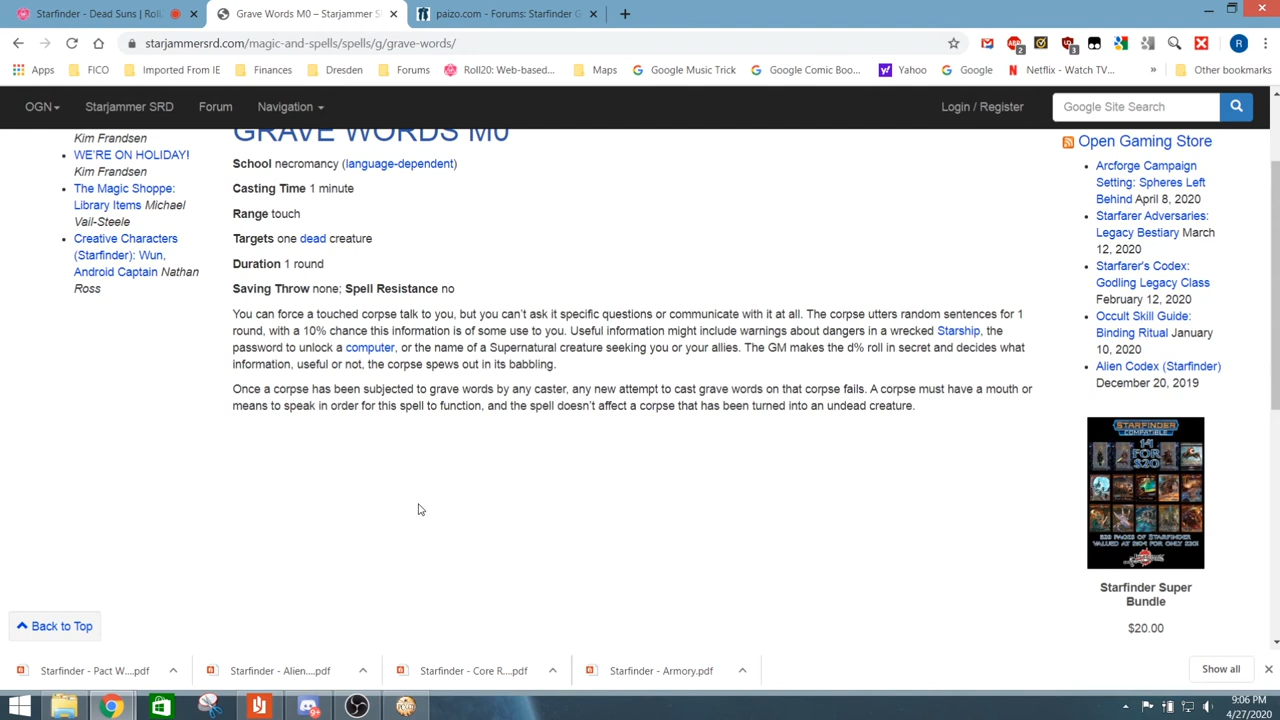 Starfinder - Dead Suns | Roll
Grave Words M0 – Starjammer S
paizo.com - Forums: Starfinder G
starjammersrd.com/magic-and-spells/spells/g/grave-words/
Apps
FICO
Imported From IE
Finances
Dresden
Forums
Roll20: Web-based...
Maps
Google Music Trick
Google Comic Boo...
Yahoo
Google
Netflix - Watch TV...
»
Other bookmarks
OGN
Starjammer SRD
Forum
Navigation
Login / Register
Google Site Search
Kim Frandsen
WE'RE ON HOLIDAY!
Kim Frandsen
The Magic Shoppe:
Library Items Michael
Vail-Steele
Creative Characters
(Starfinder): Wun,
Android Captain Nathan
Ross
GRAVE WORDS M0
School necromancy (language-dependent)
Casting Time 1 minute
Range touch
Targets one dead creature
Duration 1 round
Saving Throw none; Spell Resistance no
You can force a touched corpse talk to you, but you can't ask it specific questions or communicate with it at all. The corpse utters random sentences for 1
round, with a 10% chance this information is of some use to you. Useful information might include warnings about dangers in a wrecked Starship, the
password to unlock a computer, or the name of a Supernatural creature seeking you or your allies. The GM makes the d% roll in secret and decides what
information, useful or not, the corpse spews out in its babbling.
Once a corpse has been subjected to grave words by any caster, any new attempt to cast grave words on that corpse fails. A corpse must have a mouth or
means to speak in order for this spell to function, and the spell doesn't affect a corpse that has been turned into an undead creature.
Open Gaming Store
Arcforge Campaign
Setting: Spheres Left
Behind April 8, 2020
Starfarer Adversaries:
Legacy Bestiary March
12, 2020
Starfarer's Codex:
Godling Legacy Class
February 12, 2020
Occult Skill Guide:
Binding Ritual January
10, 2020
Alien Codex (Starfinder)
December 20, 2019
STARFINDER
COMPATIBLE
14
FOR
$20
Starfinder Super
Bundle
$20.00
Back to Top
Starfinder - Pact W....pdf
Starfinder - Alien....pdf
Starfinder - Core R....pdf
Starfinder - Armory.pdf
Show all
9:06 PM
4/27/2020